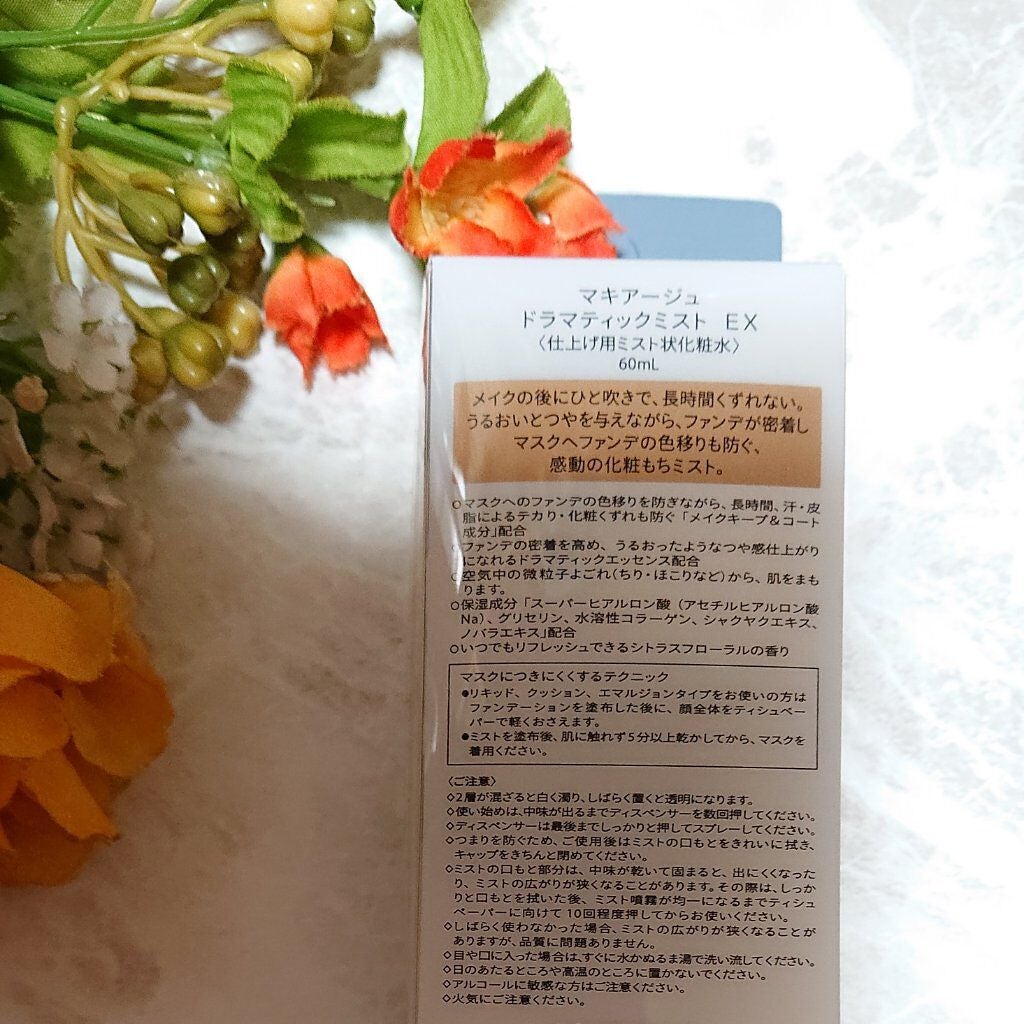 マキアージュ
ドラマティックミスト EX
〈仕上げ用ミスト状化粧水〉
60mL
メイクの後にひと吹きで、長時間くずれない。
うるおいとつやを与えながら、ファンデが密着し
マスクへファンデの色移りも防ぐ、
感動の化粧もちミスト。
○マスクへのファンデの色移りを防ぎながら、長時間、汗・皮
脂によるテカリ・化粧くずれも防ぐ「メイクキープ&コート
成分」配合
○ファンデの密着を高め、うるおったようなつや感仕上がり
になれるドラマティックエッセンス配合
○空気中の微粒子よごれ(ちり・ほこりなど)から、肌をまも
ります。
○保湿成分「スーパーヒアルロン酸(アセチルヒアルロン酸
Na)、グリセリン、水溶性コラーゲン、シャクヤクエキス、
ノバラエキス」配合
○いつでもリフレッシュできるシトラスフローラルの香り
マスクにつきにくくするテクニック
●リキッド、クッション、エマルジョンタイプをお使いの方は
ファンデーションを塗布した後に、顔全体をティシュペー
パーで軽くおさえます。
●ミストを塗布後、肌に触れず5分以上乾かしてから、マスクを
着用ください。
〈ご注意〉
◇2層が混ざると白く濁り、しばらく置くと透明になります。
◇使い始めは、中味が出るまでディスペンサーを数回押してください。
◇ディスペンサーは最後までしっかりと押してスプレーしてください。
◇つまりを防ぐため、ご使用後はミストの口もとをきれいに拭き、
キャップをきちんと閉めてください。
◇ミストの口もと部分は、中味が乾いて固まると、出にくくなった
り、ミストの広がりが狭くなることがあります。その際は、しっか
りと口もとを拭いた後、ミスト噴霧が均一になるまでティシュ
ペーパーに向けて10回程度押してからお使いください。
◇しばらく使わなかった場合、ミストの広がりが狭くなることが
ありますが、品質に問題ありません。
◇目や口に入った場合は、すぐに水かぬるま湯で洗い流してください。
◇日のあたるところや高温のところに置かないでください。
◇アルコールに敏感な方はご注意ください。
◇火気にご注意ください。